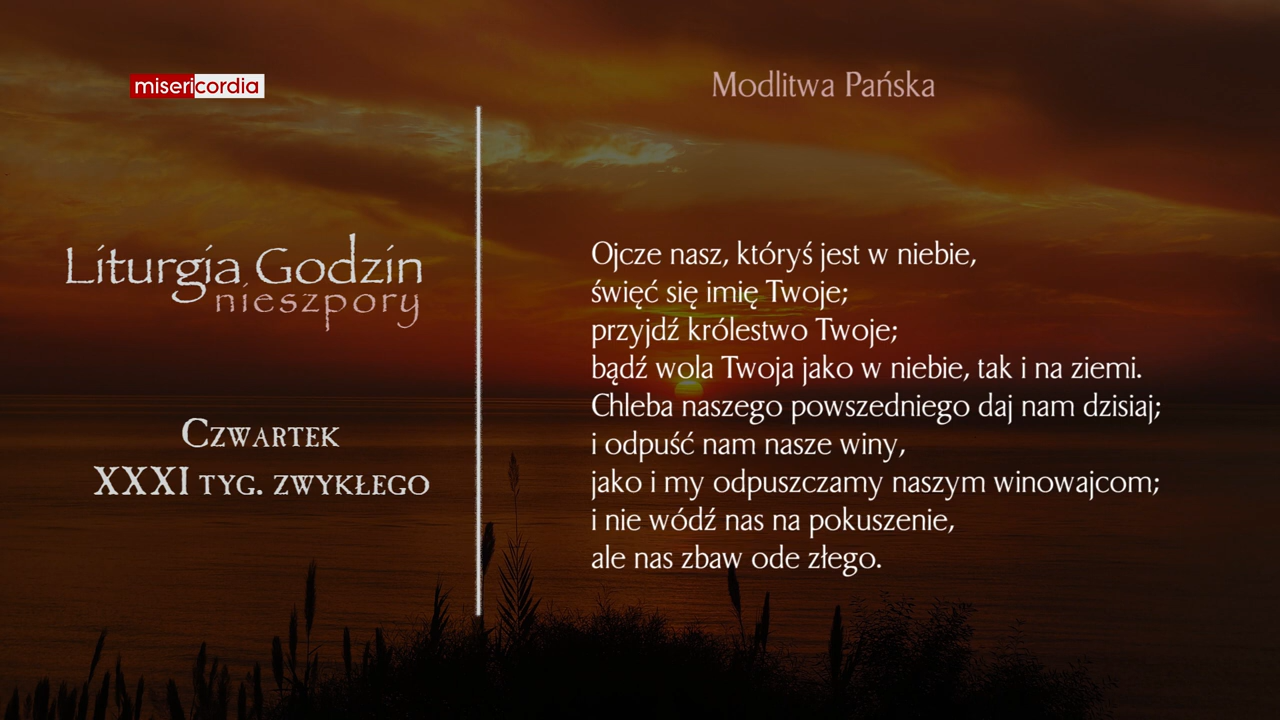 misericordia
Liturgia Godzin
nieszpory
Czwartek
XXXI tyg. zwykłego
Modlitwa Pańska
Ojcze nasz, któryś jest w niebie,
święć się imię Twoje;
przyjdź królestwo Twoje;
bądź wola Twoja jako w niebie, tak i na ziemi.
Chleba naszego powszedniego daj nam dzisiaj;
i odpuść nam nasze winy,
jako i my odpuszczamy naszym winowajcom;
i nie wódź nas na pokuszenie,
ale nas zbaw ode złego.